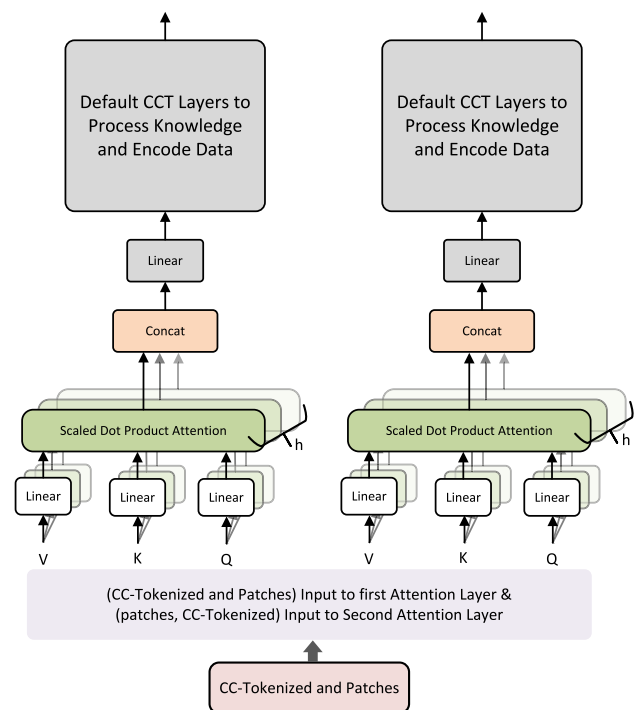 Default CCT Layers to
Process Knowledge
and Encode Data
Default CCT Layers to
Process Knowledge
and Encode Data
Linear
Linear
Concat
Concat
Scaled Dot Product Attention
h
Scaled Dot Product Attention
h
Linear
Linear
Linear
Linear
Linear
Linear
V
K
Q
V
K
Q
(CC-Tokenized and Patches) Input to first Attention Layer &
(patches, CC-Tokenized) Input to Second Attention Layer
CC-Tokenized and Patches